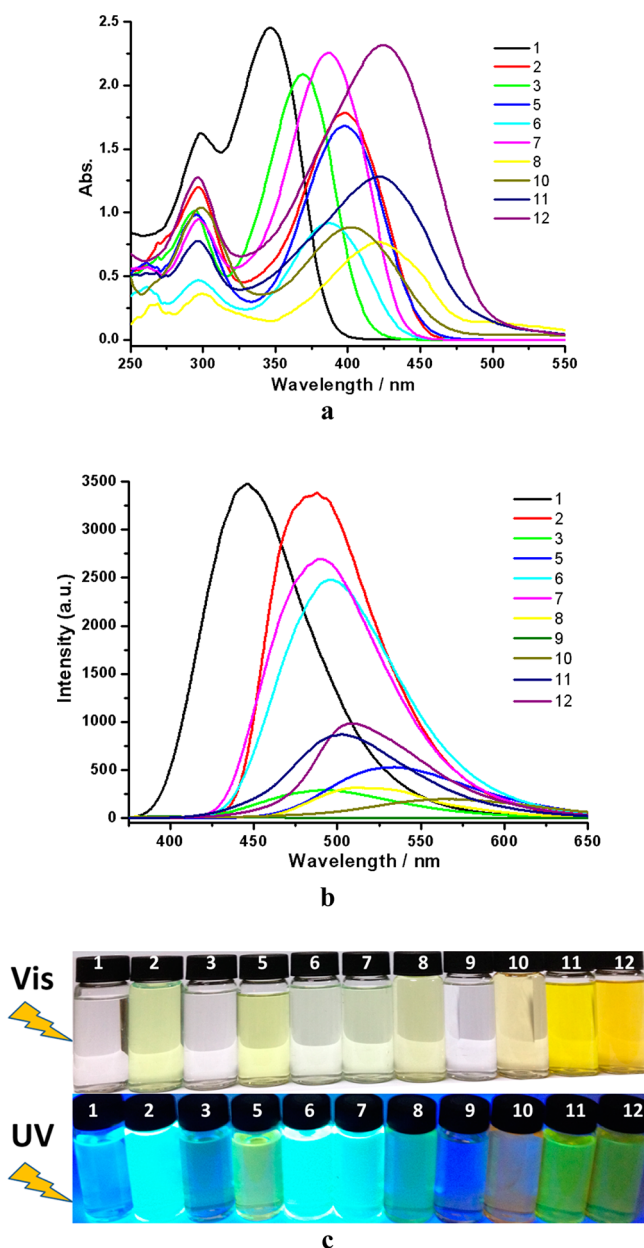 2.5
2.0
1.5
1.0
0.5
0.0
Abs.
1
2
3
5
6
7
8
10
11
12
250 300 350 400 450 500 550
Wavelength / nm
a
3500
3000
2500
2000
1500
1000
500
0
Intensity (a.u.)
1
2
3
5
6
7
8
9
10
11
12
400 450 500 550 600 650
Wavelength / nm
b
Vis
1 2 3 5 6 7 8 9 10 11 12
UV
1 2 3 5 6 7 8 9 10 11 12
c